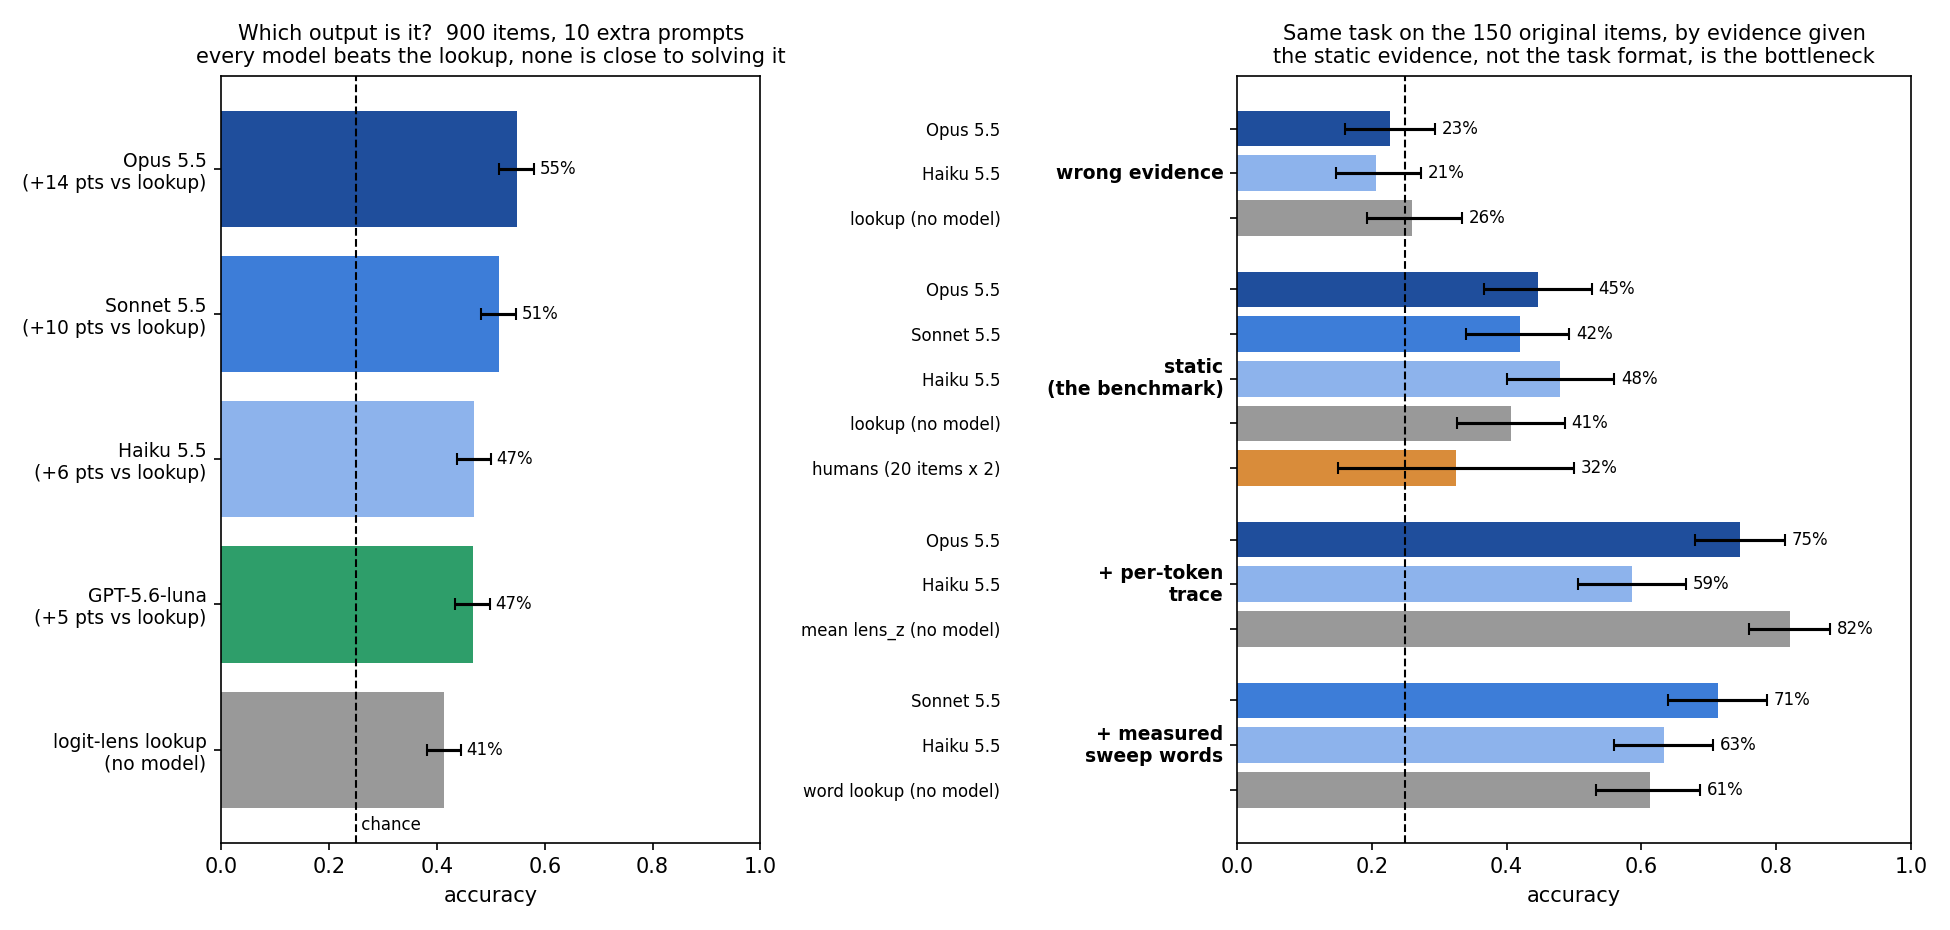 Which output is it?  900 items, 10 extra prompts
every model beats the lookup, none is close to solving it
Opus 5.5
(+14 pts vs lookup)
55%
Sonnet 5.5
(+10 pts vs lookup)
51%
Haiku 5.5
(+6 pts vs lookup)
47%
GPT-5.6-luna
(+5 pts vs lookup)
47%
logit-lens lookup
(no model)
41%
chance
0.0 0.2 0.4 0.6 0.8 1.0
accuracy
Same task on the 150 original items, by evidence given
the static evidence, not the task format, is the bottleneck
wrong evidence
Opus 5.5 23%
Haiku 5.5 21%
lookup (no model) 26%
static
(the benchmark)
Opus 5.5 45%
Sonnet 5.5 42%
Haiku 5.5 48%
lookup (no model) 41%
humans (20 items x 2) 32%
+ per-token
trace
Opus 5.5 75%
Haiku 5.5 59%
mean lens_z (no model) 82%
+ measured
sweep words
Sonnet 5.5 71%
Haiku 5.5 63%
word lookup (no model) 61%
0.0 0.2 0.4 0.6 0.8 1.0
accuracy